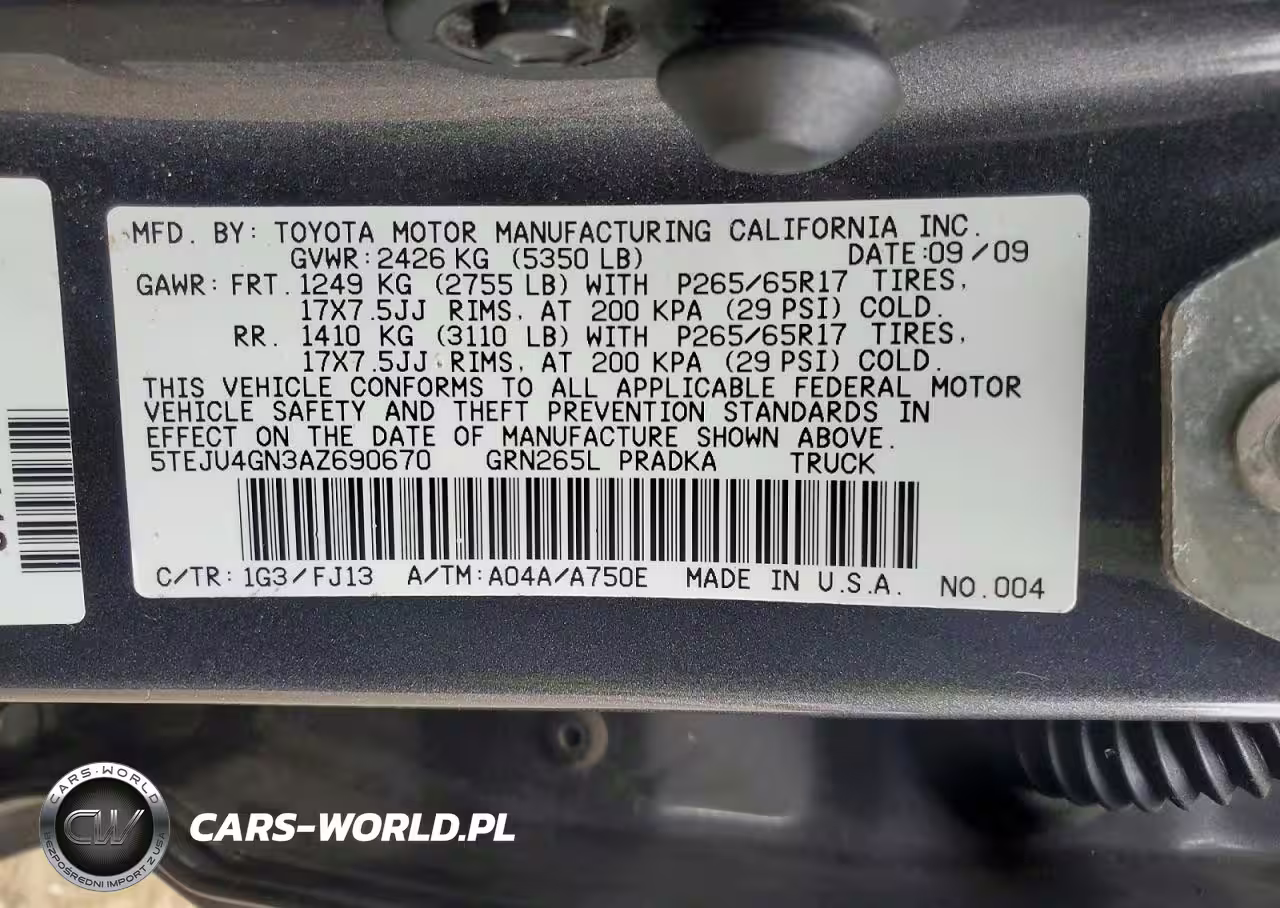 MFD. BY: TOYOTA MOTOR MANUFACTURING CALIFORNIA INC.
GVWR: 2426 KG (5350 LB) DATE: 09/09
GAWR: FRT. 1249 KG (2755 LB) WITH P265/65R17 TIRES,
17X7.5JJ RIMS, AT 200 KPA (29 PSI) COLD.
RR. 1410 KG (3110 LB) WITH P265/65R17 TIRES,
17X7.5JJ RIMS, AT 200 KPA (29 PSI) COLD.
THIS VEHICLE CONFORMS TO ALL APPLICABLE FEDERAL MOTOR
VEHICLE SAFETY AND THEFT PREVENTION STANDARDS IN
EFFECT ON THE DATE OF MANUFACTURE SHOWN ABOVE.
5TEJU4GN3AZ690670 GRN265L PRADKA TRUCK
C/TR: 1G3/FJ13 A/TM: A04A/A750E MADE IN U.S.A. NO.004
CARS-WORLD
CW
BEZPOŚREDNI IMPORT Z USA
CARS-WORLD.PL